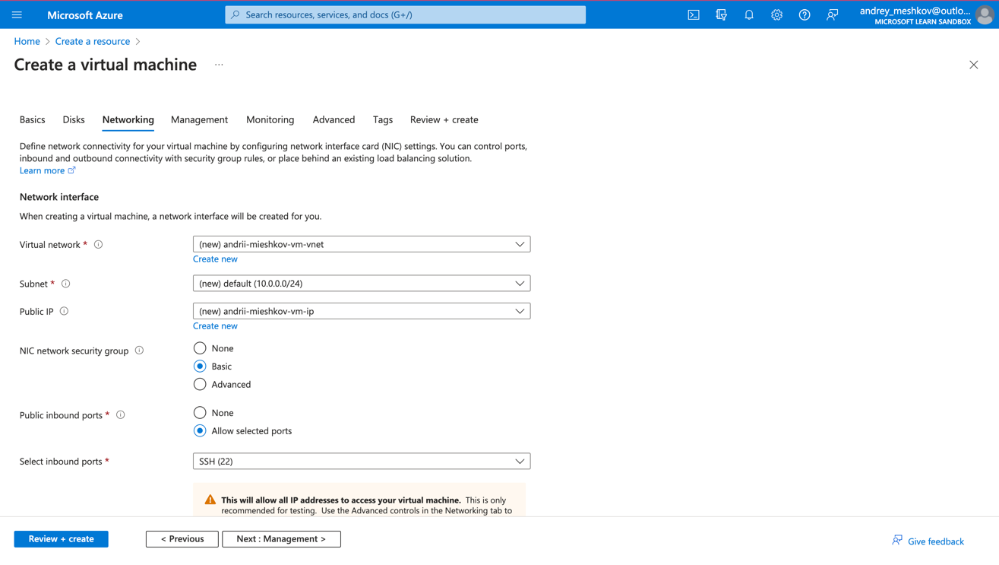 Microsoft Azure
Search resources, services, and docs (G+/)
andrey_meshkov@outlo...
MICROSOFT LEARN SANDBOX
Home > Create a resource >
Create a virtual machine ...
Basics Disks Networking Management Monitoring Advanced Tags Review + create
Define network connectivity for your virtual machine by configuring network interface card (NIC) settings. You can control ports,
inbound and outbound connectivity with security group rules, or place behind an existing load balancing solution.
Learn more
Network interface
When creating a virtual machine, a network interface will be created for you.
Virtual network *
(new) andrii-mieshkov-vm-vnet
Create new
Subnet *
(new) default (10.0.0.0/24)
Public IP
(new) andrii-mieshkov-vm-ip
Create new
NIC network security group
None
Basic
Advanced
Public inbound ports *
None
Allow selected ports
Select inbound ports *
SSH (22)
This will allow all IP addresses to access your virtual machine. This is only
recommended for testing. Use the Advanced controls in the Networking tab to
Review + create
< Previous
Next : Management >
Give feedback